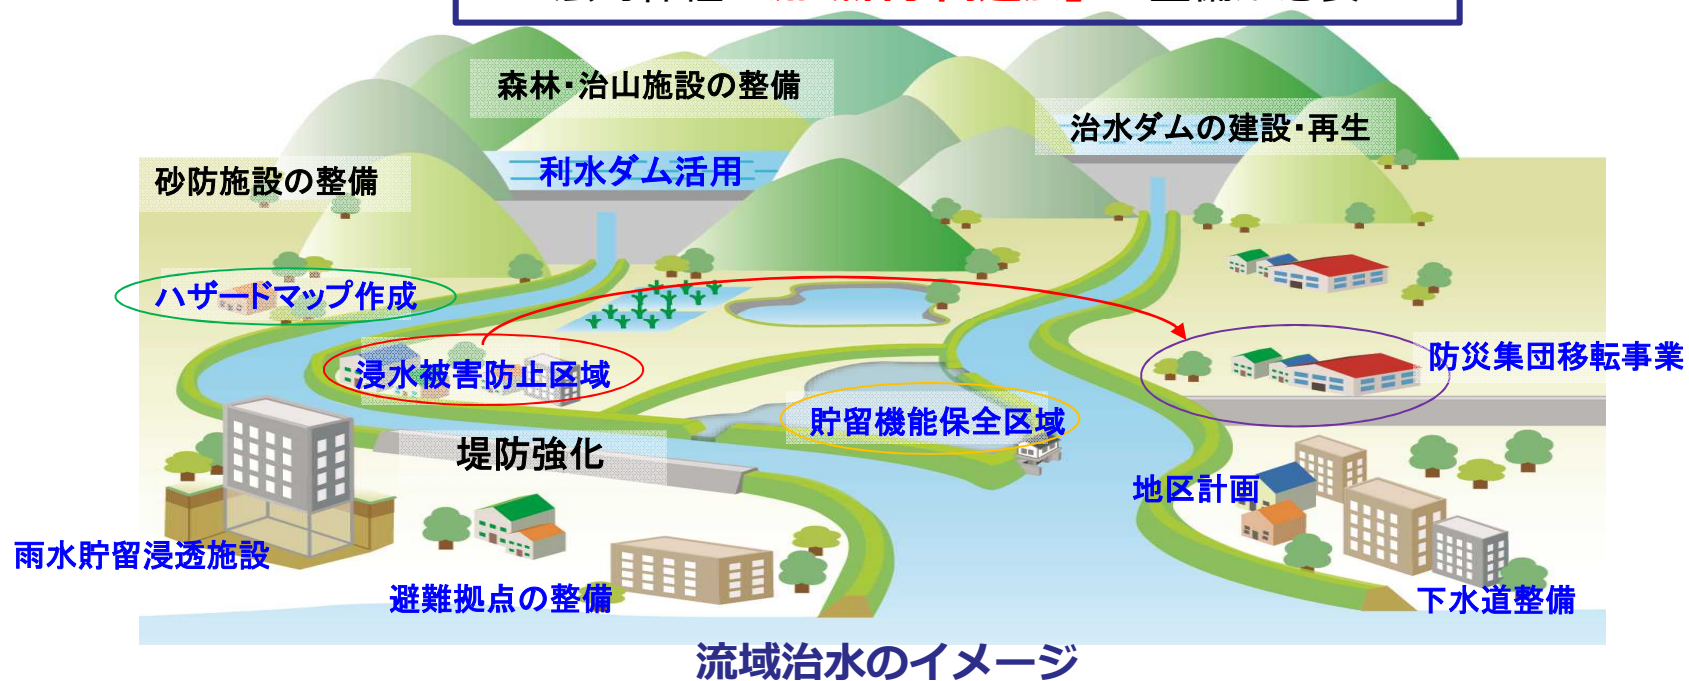 森林・治山施設の整備
治水ダムの建設・再生
砂防施設の整備
利水ダム活用
ハザードマップ作成
浸水被害防止区域
防災集団移転事業
貯留機能保全区域
堤防強化
地区計画
雨水貯留浸透施設
避難拠点の整備
下水道整備
流域治水のイメージ